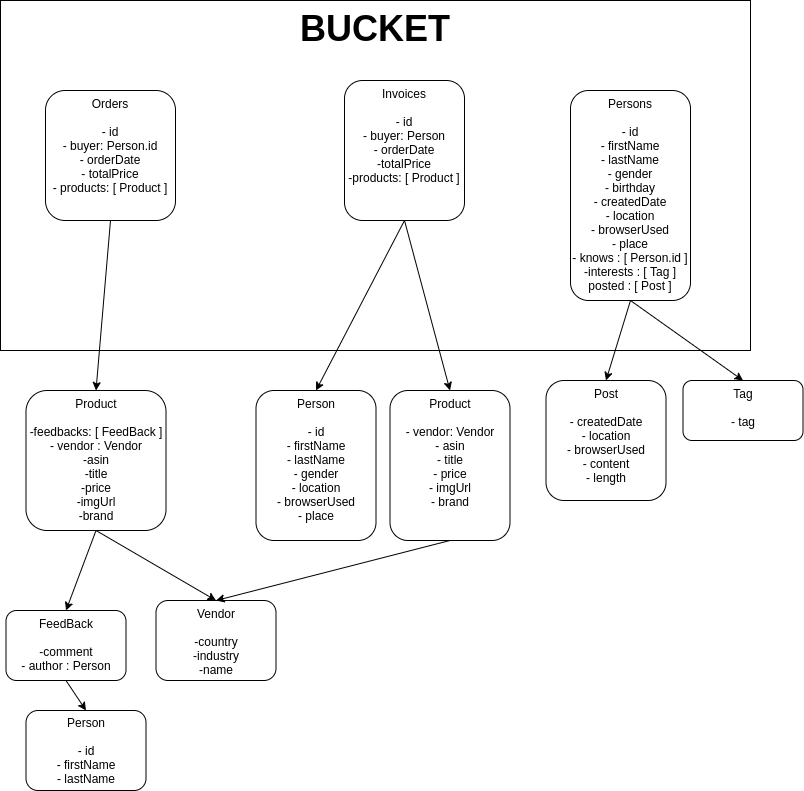 BUCKET
Orders
- id
- buyer: Person.id
- orderDate
- totalPrice
- products: [ Product ]
Invoices
- id
- buyer: Person
- orderDate
-totalPrice
-products: [ Product ]
Persons
- id
- firstName
- lastName
- gender
- birthday
- createdDate
- location
- browserUsed
- place
- knows : [ Person.id ]
-interests : [ Tag ]
posted : [ Post ]
Product
-feedbacks: [ FeedBack ]
- vendor : Vendor
-asin
-title
-price
-imgUrl
-brand
Person
- id
- firstName
- lastName
- gender
- location
- browserUsed
- place
Product
- vendor: Vendor
- asin
- title
- price
- imgUrl
- brand
Post
- createdDate
- location
- browserUsed
- content
- length
Tag
- tag
FeedBack
-comment
- author : Person
Vendor
-country
-industry
-name
Person
- id
- firstName
- lastName